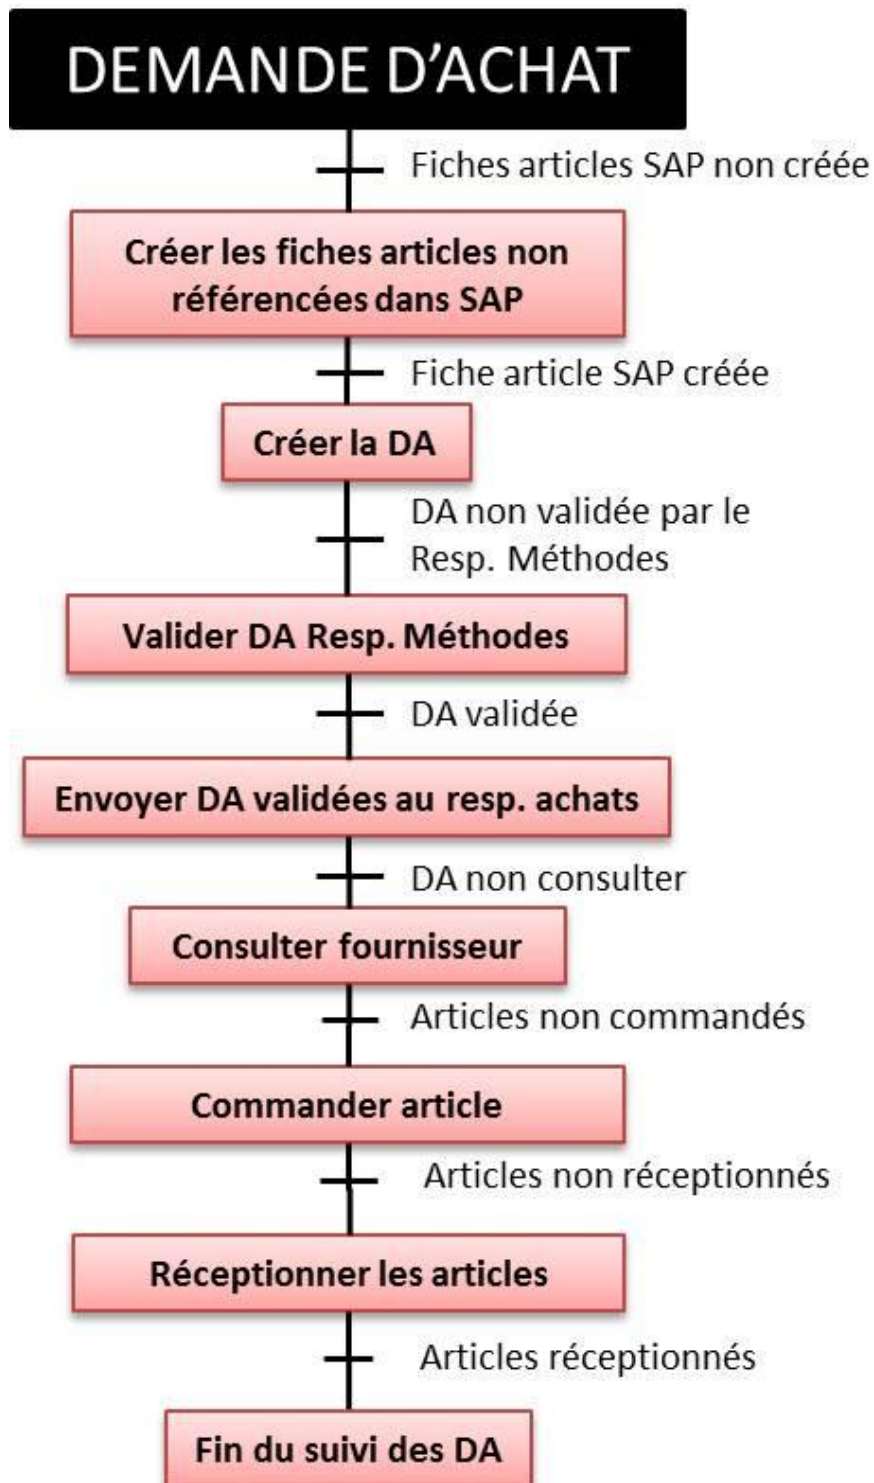 DEMANDE D'ACHAT
Fiches articles SAP non créée
Créer les fiches articles non
référencées dans SAP
Fiche article SAP créée
Créer la DA
DA non validée par le
Resp. Méthodes
Valider DA Resp. Méthodes
DA validée
Envoyer DA validées au resp. achats
DA non consulter
Consulter fournisseur
Articles non commandés
Commander article
Articles non réceptionnés
Réceptionner les articles
Articles réceptionnés
Fin du suivi des DA